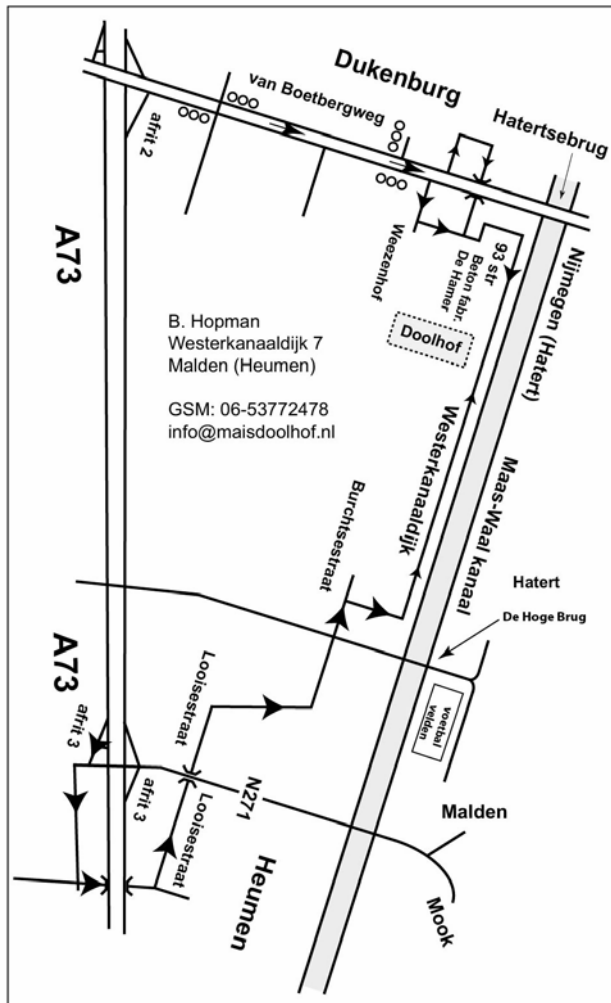 Dukenburg
van Boetbergweg
Hatertsebrug
afrit 2
A73
Weezenhof
93 str
Beton fabr.
De Hamer
Nijmegen (Hatert)
Doolhof
B. Hopman
Westerkanaaldijk 7
Malden (Heumen)
GSM: 06-53772478
info@maisdoolhof.nl
Westerkanaaldijk
Maas-Waal kanaal
Burchtsestraat
Hatert
De Hoge Brug
A73
Looisestraat
afrit 3
voetbal
velden
afrit 3
N271
Looisestraat
Malden
Heumen
Mook